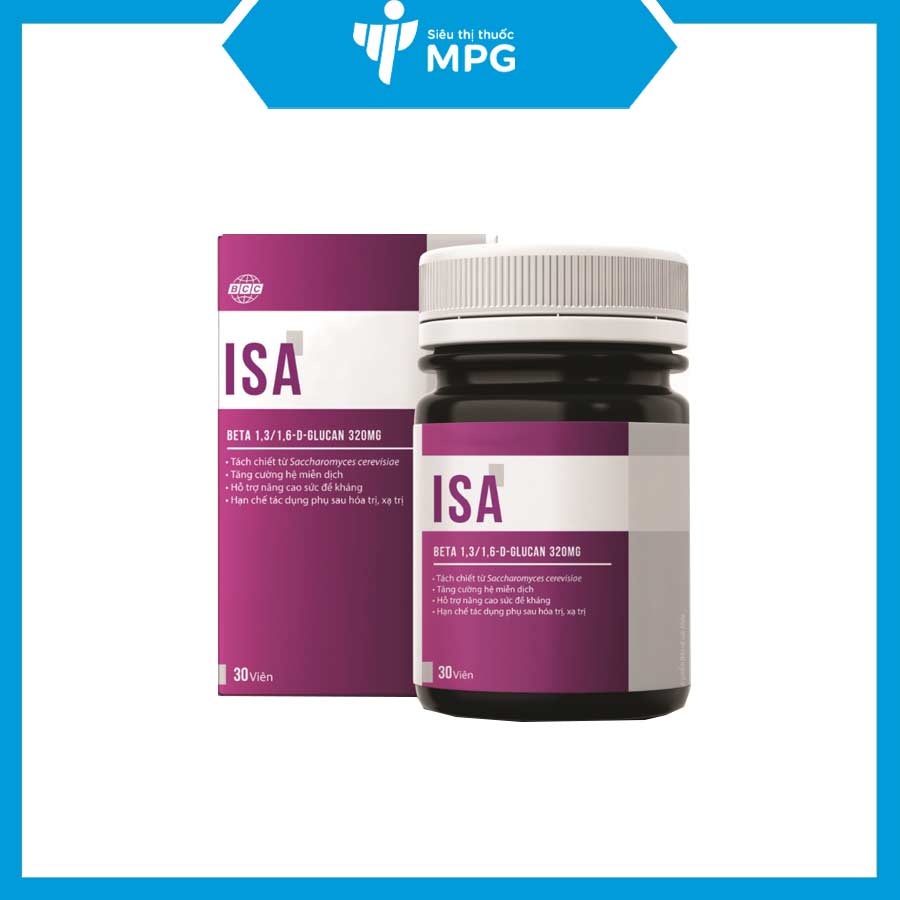 Siêu thị thuốc
MPG
BCC
ISA
BETA 1,3/1,6-D-GLUCAN 320MG
• Tách chiết từ Saccharomyces cerevisiae
• Tăng cường hệ miễn dịch
• Hỗ trợ nâng cao sức đề kháng
• Hạn chế tác dụng phụ sau hóa trị, xạ trị
30 Viên
ISA
BETA 1,3/1,6-D-GLUCAN 320MG
• Tách chiết từ Saccharomyces cerevisiae
• Tăng cường hệ miễn dịch
• Hỗ trợ nâng cao sức đề kháng
• Hạn chế tác dụng phụ sau hóa trị, xạ trị
30 Viên